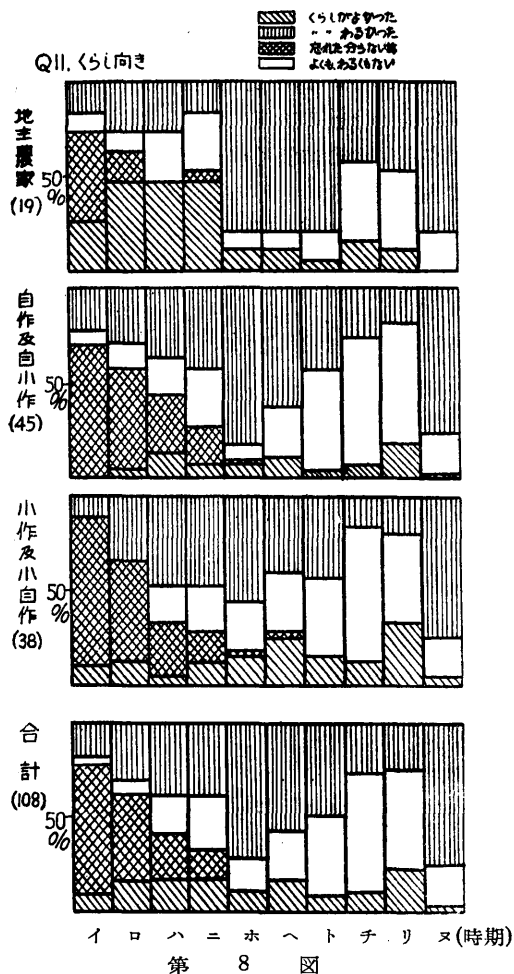 くらしがよかった
〃 〃 わるかった
忘れた分らない等
よくも、わるくもない
Q11. くらし向き
地主農家
(19)
50
%
自作及自小作
(45)
50
%
小作及小自作
(38)
50
%
合計
(108)
50
%
イ ロ ハ ニ ホ ヘ ト チ リ ヌ (時期)
第 8 図